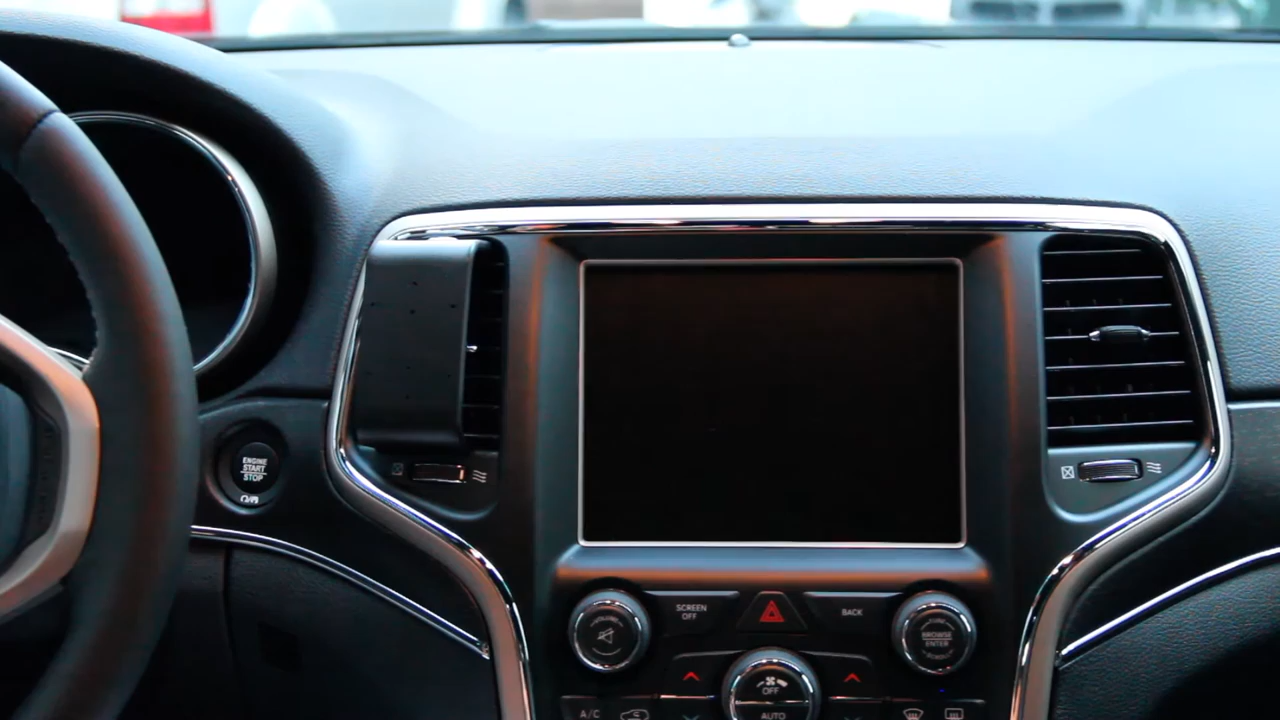 ENGINE
START
STOP
SCREEN
OFF
BACK
BROWSE
ENTER
OFF
A/C
AUTO